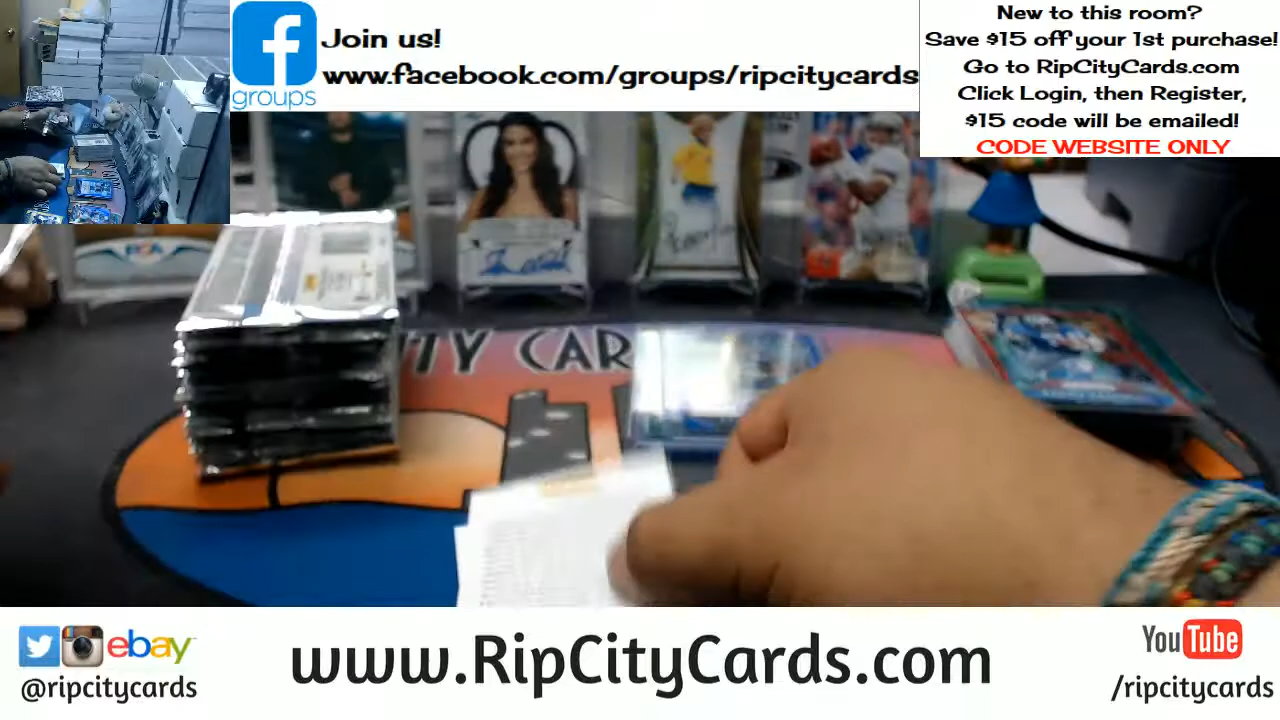 Join us!
www.facebook.com/groups/ripcitycards
groups
New to this room?
Save $15 off your 1st purchase!
Go to RipCityCards.com
Click Login, then Register,
$15 code will be emailed!
CODE WEBSITE ONLY
ebay
@ripcitycards
www.RipCityCards.com
YouTube
/ripcitycards